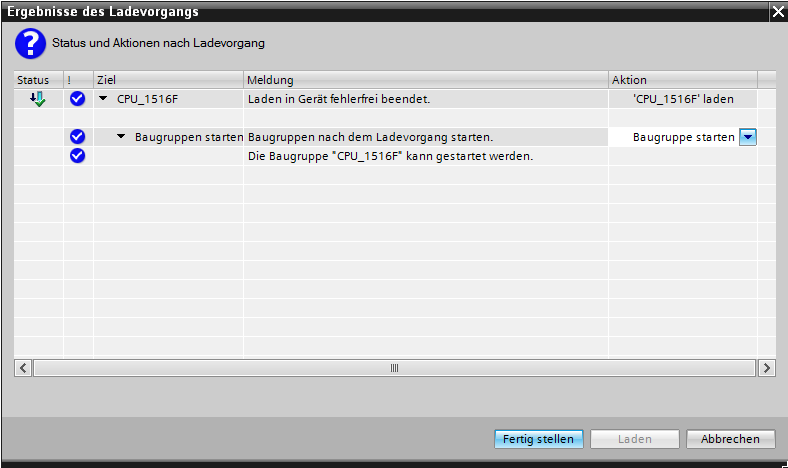 Ergebnisse des Ladevorgangs
Status und Aktionen nach Ladevorgang
Status ! Ziel Meldung Aktion
CPU_1516F Laden in Gerät fehlerfrei beendet. 'CPU_1516F' laden
Baugruppen starten Baugruppen nach dem Ladevorgang starten. Baugruppe starten
Die Baugruppe "CPU_1516F" kann gestartet werden.
Fertig stellen Laden Abbrechen